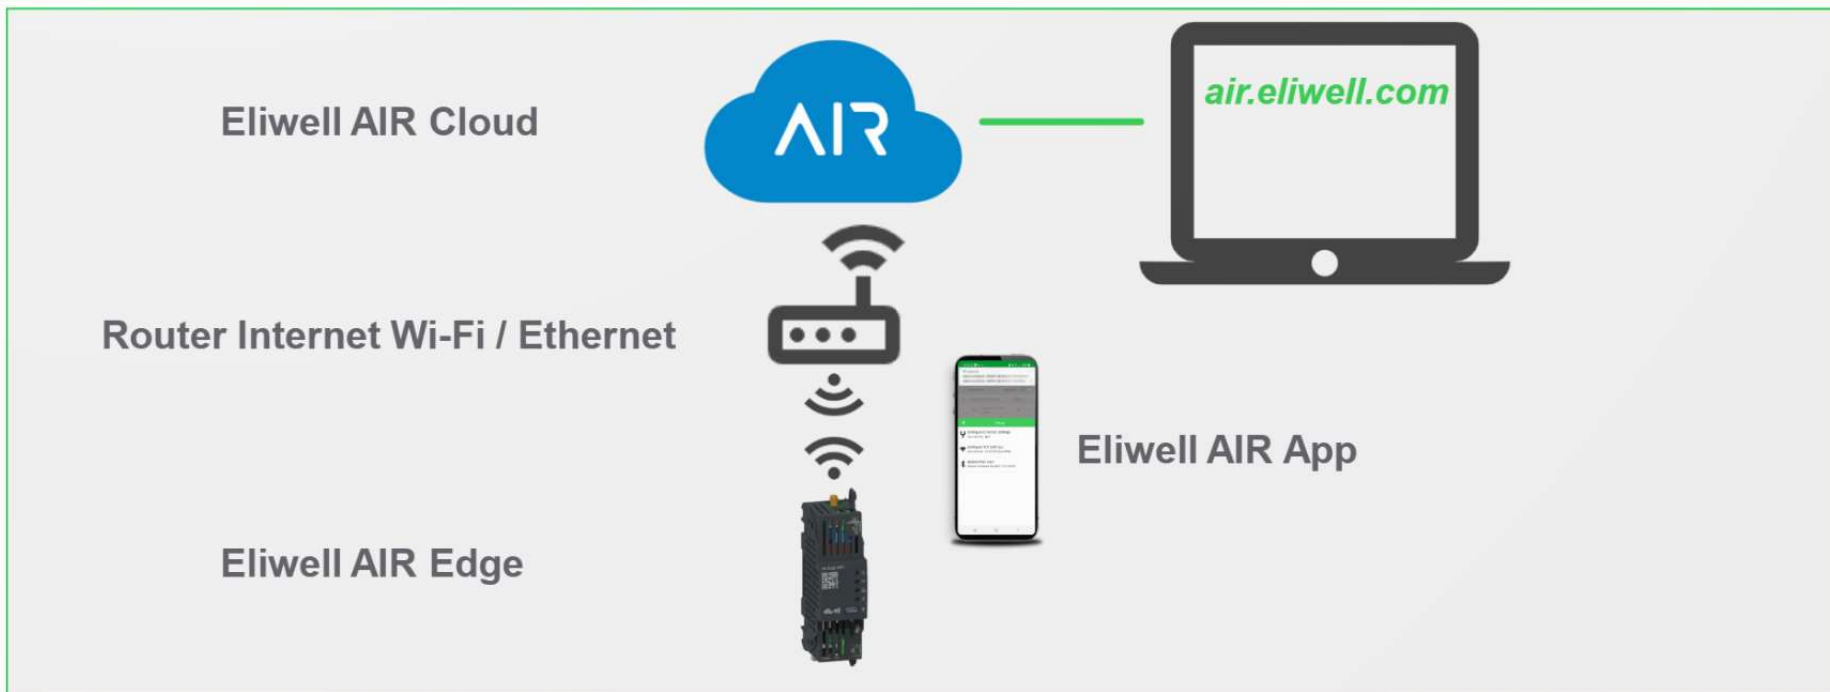 Eliwell AIR Cloud
AIR
air.eliwell.com
Router Internet Wi-Fi / Ethernet
Eliwell AIR App
Eliwell AIR Edge